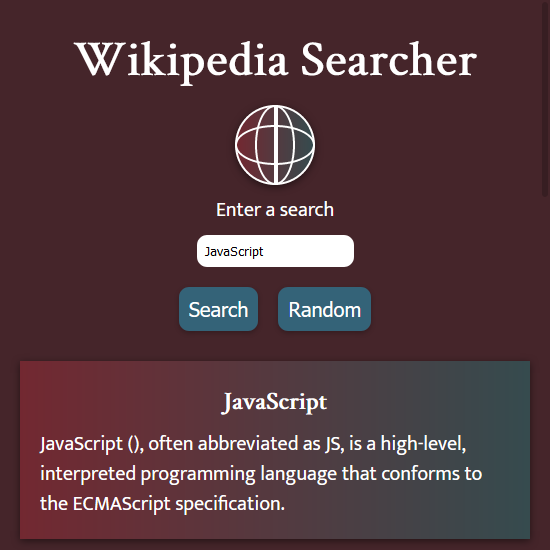 Wikipedia Searcher
Enter a search
JavaScript
Search Random
JavaScript
JavaScript (), often abbreviated as JS, is a high-level,
interpreted programming language that conforms to
the ECMAScript specification.